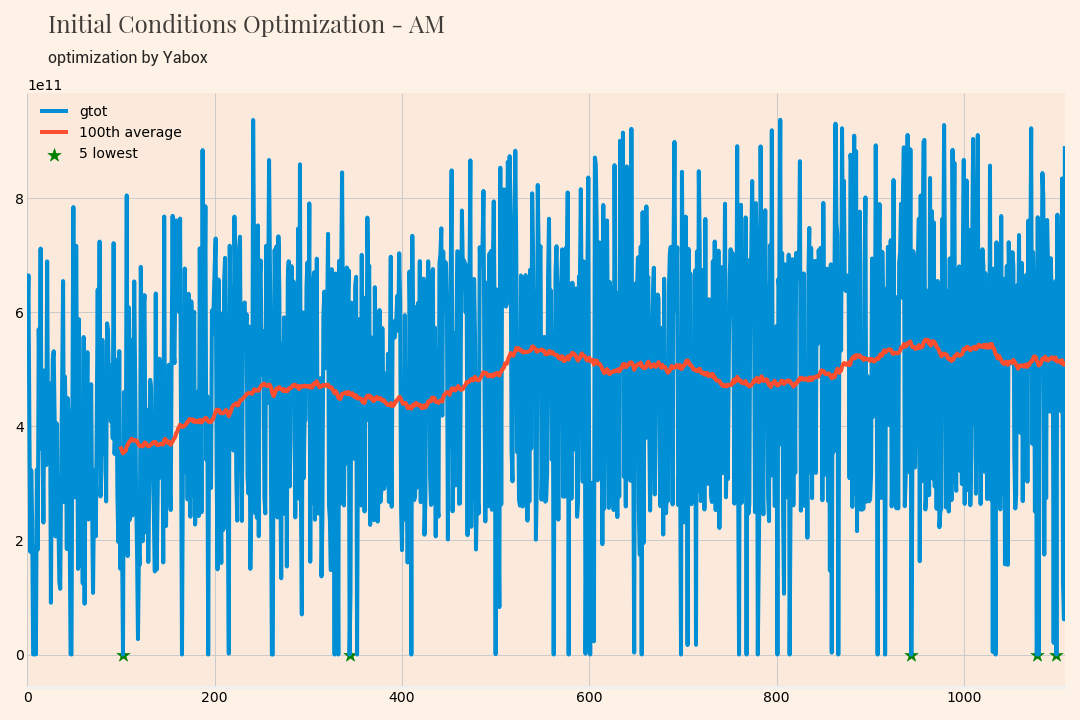 Initial Conditions Optimization - AM
optimization by Yabox
1e11
gtot
100th average
5 lowest
8
6
4
2
0
0 200 400 600 800 1000